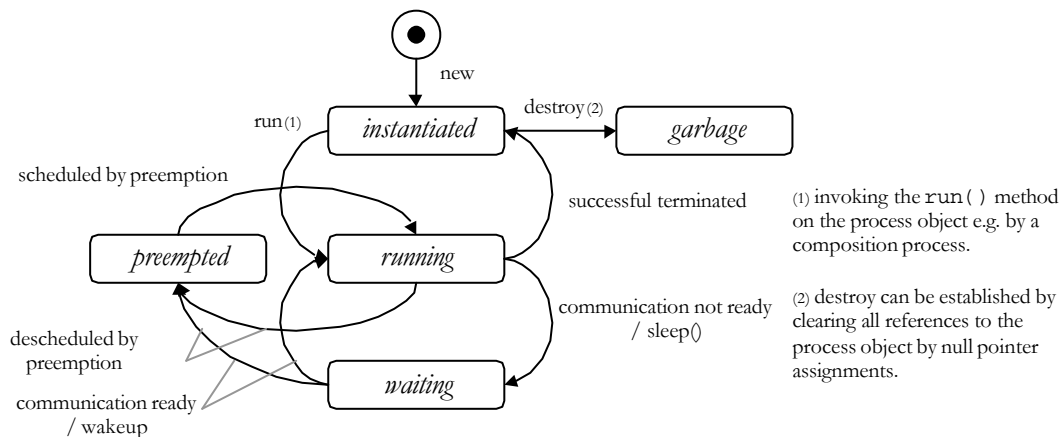 new
run(1)
instantiated
destroy(2)
garbage
scheduled by preemption
successful terminated
(1) invoking the run() method
on the process object e.g. by a
composition process.
preempted
running
communication not ready
/ sleep()
(2) destroy can be established by
clearing all references to the
process object by null pointer
assignments.
descheduled by
preemption
waiting
communication ready
/ wakeup